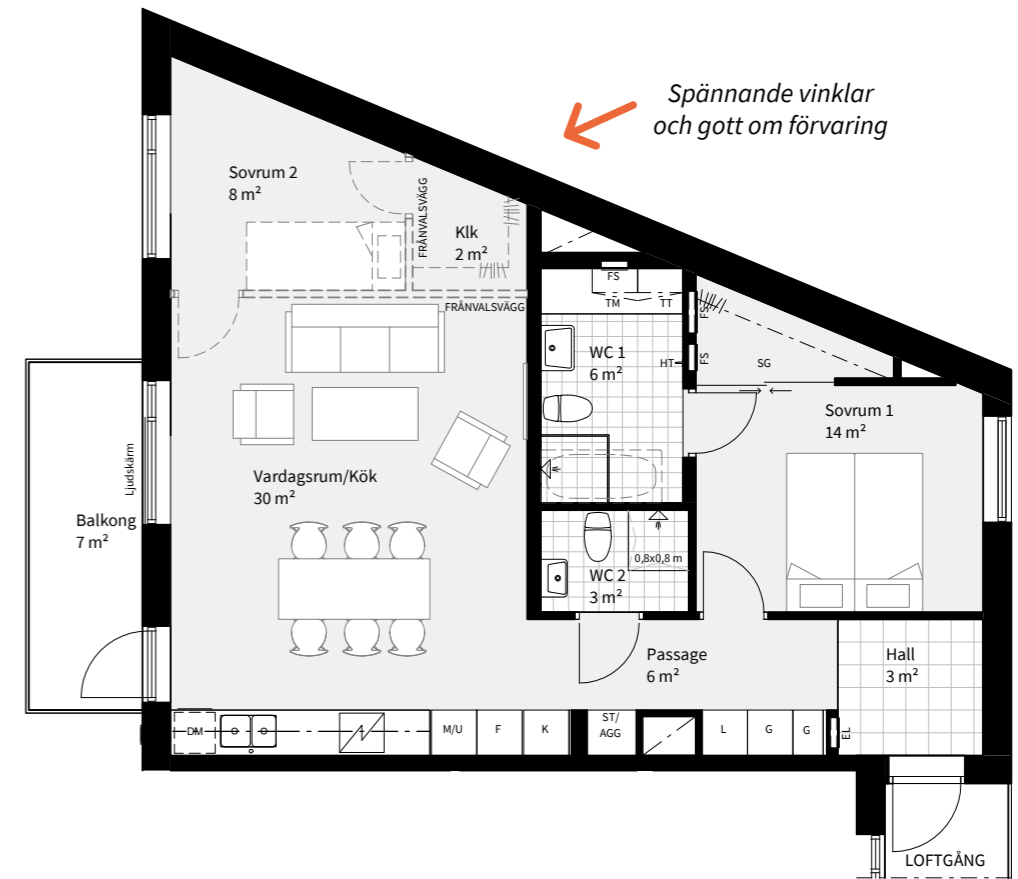 Spännande vinklar
och gott om förvaring
Sovrum 2
8 m²
FRÅNVALSVÄGG
Klk
2 m²
FRÅNVALSVÄGG
FS
TM
TT
FS
WC 1
6 m²
HT
FS
SG
Sovrum 1
14 m²
Ljudskärm
Vardagsrum/Kök
30 m²
Balkong
7 m²
0,8x0,8 m
WC 2
3 m²
Passage
6 m²
Hall
3 m²
DM
M/U
F
K
ST/
AGG
L
G
G
EL
LOFTGÅNG